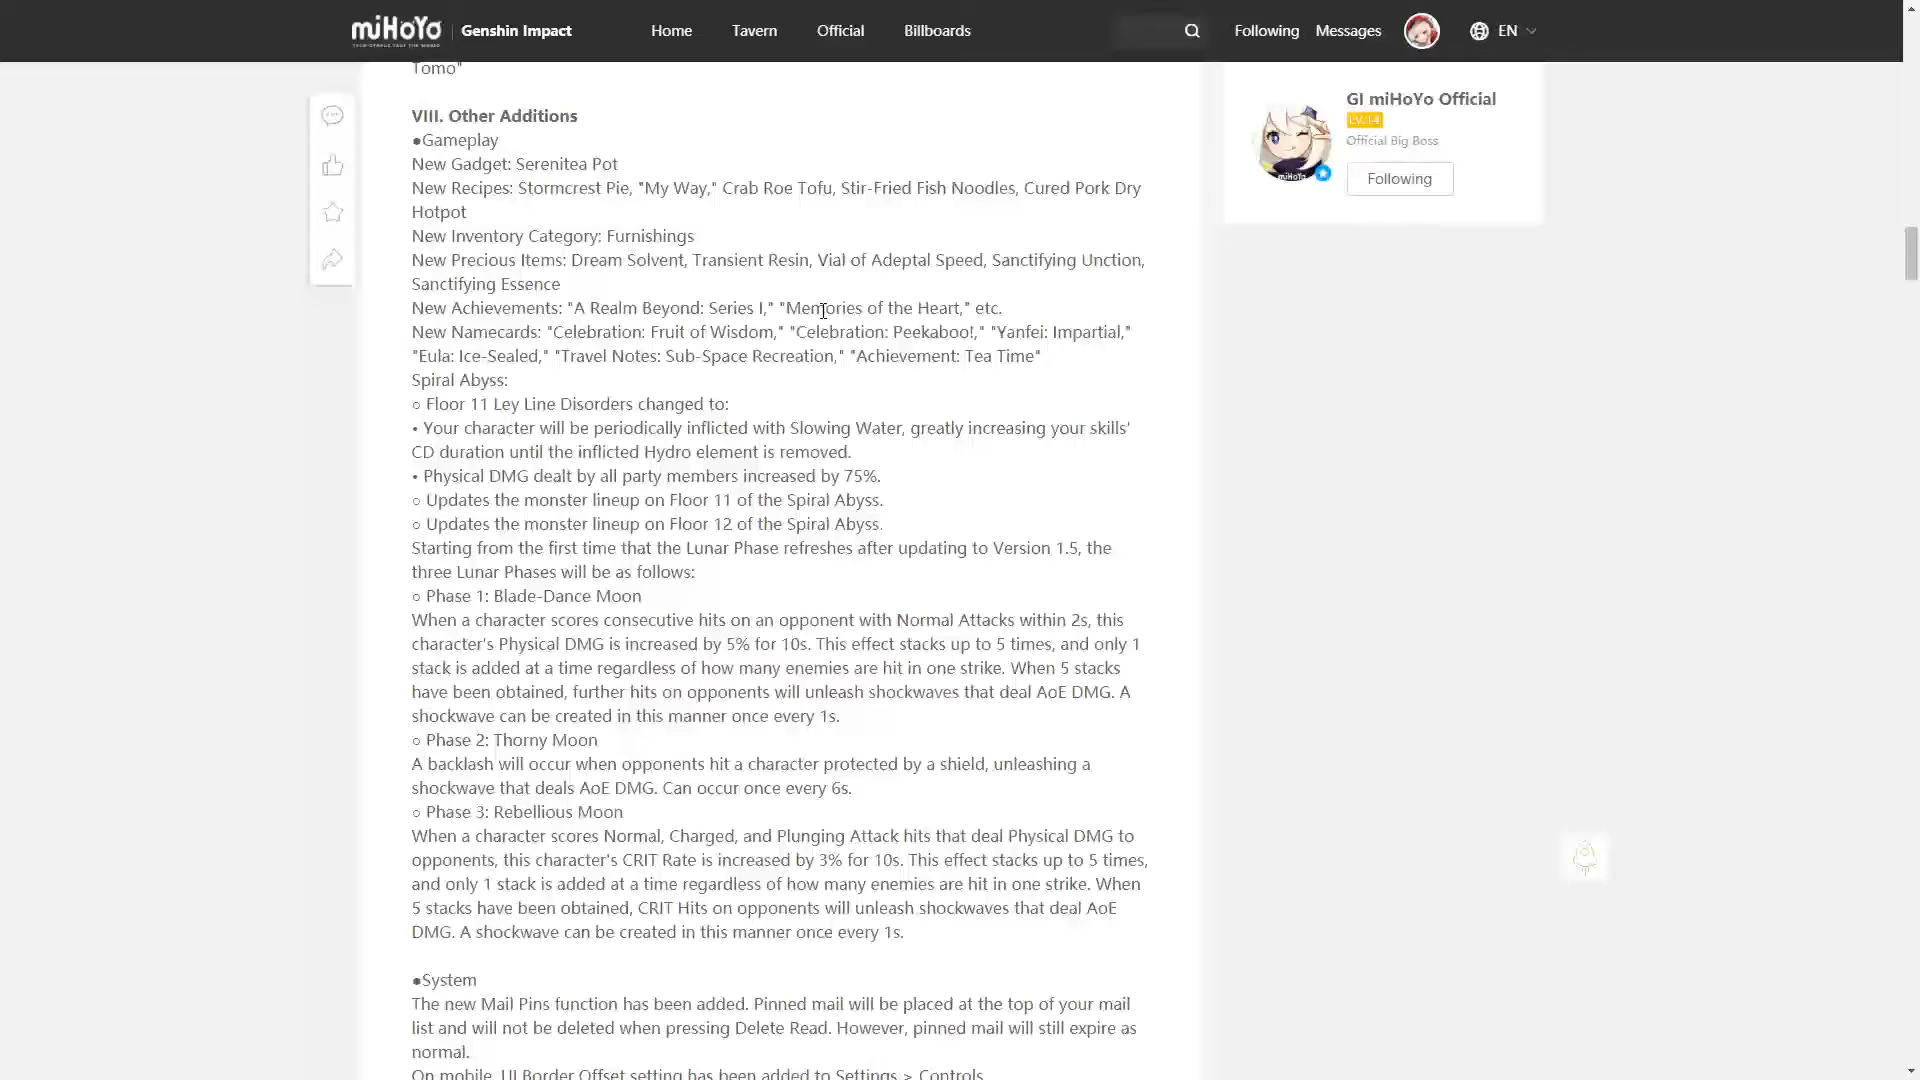 miHoYo
TECH OTAKUS SAVE THE WORLD
Genshin Impact
Home
Tavern
Official
Billboards
Following
Messages
EN
Tomo"
VIII. Other Additions
●Gameplay
New Gadget: Serenitea Pot
New Recipes: Stormcrest Pie, "My Way," Crab Roe Tofu, Stir-Fried Fish Noodles, Cured Pork Dry
Hotpot
New Inventory Category: Furnishings
New Precious Items: Dream Solvent, Transient Resin, Vial of Adeptal Speed, Sanctifying Unction,
Sanctifying Essence
New Achievements: "A Realm Beyond: Series I," "Memories of the Heart," etc.
New Namecards: "Celebration: Fruit of Wisdom," "Celebration: Peekaboo!," "Yanfei: Impartial,"
"Eula: Ice-Sealed," "Travel Notes: Sub-Space Recreation," "Achievement: Tea Time"
Spiral Abyss:
○ Floor 11 Ley Line Disorders changed to:
• Your character will be periodically inflicted with Slowing Water, greatly increasing your skills'
CD duration until the inflicted Hydro element is removed.
• Physical DMG dealt by all party members increased by 75%.
○ Updates the monster lineup on Floor 11 of the Spiral Abyss.
○ Updates the monster lineup on Floor 12 of the Spiral Abyss.
Starting from the first time that the Lunar Phase refreshes after updating to Version 1.5, the
three Lunar Phases will be as follows:
○ Phase 1: Blade-Dance Moon
When a character scores consecutive hits on an opponent with Normal Attacks within 2s, this
character's Physical DMG is increased by 5% for 10s. This effect stacks up to 5 times, and only 1
stack is added at a time regardless of how many enemies are hit in one strike. When 5 stacks
have been obtained, further hits on opponents will unleash shockwaves that deal AoE DMG. A
shockwave can be created in this manner once every 1s.
○ Phase 2: Thorny Moon
A backlash will occur when opponents hit a character protected by a shield, unleashing a
shockwave that deals AoE DMG. Can occur once every 6s.
○ Phase 3: Rebellious Moon
When a character scores Normal, Charged, and Plunging Attack hits that deal Physical DMG to
opponents, this character's CRIT Rate is increased by 3% for 10s. This effect stacks up to 5 times,
and only 1 stack is added at a time regardless of how many enemies are hit in one strike. When
5 stacks have been obtained, CRIT Hits on opponents will unleash shockwaves that deal AoE
DMG. A shockwave can be created in this manner once every 1s.
●System
The new Mail Pins function has been added. Pinned mail will be placed at the top of your mail
list and will not be deleted when pressing Delete Read. However, pinned mail will still expire as
normal.
On mobile, UI Border Offset setting has been added to Settings > Controls
GI miHoYo Official
LV.14
Official Big Boss
miHoYo
Following